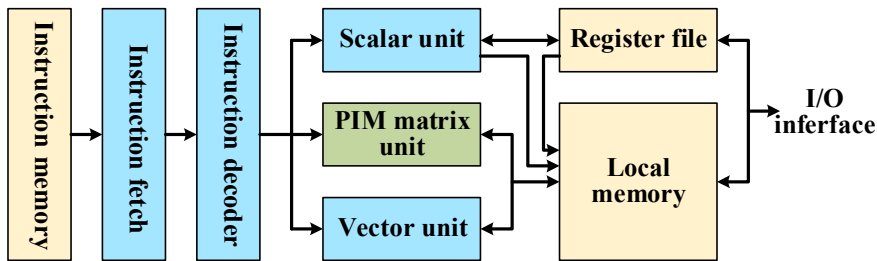 Instruction memory
Instruction fetch
Instruction decoder
Scalar unit
PIM matrix
unit
Vector unit
Register file
Local
memory
I/O
inferface